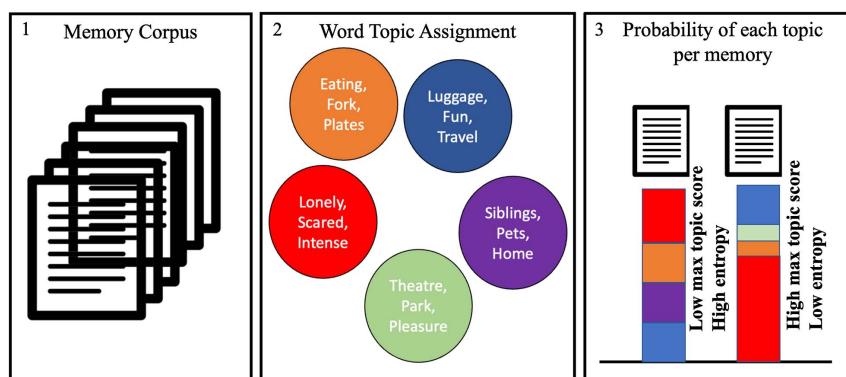 1 Memory Corpus
2 Word Topic Assignment
Eating,
Fork,
Plates
Luggage,
Fun,
Travel
Lonely,
Scared,
Intense
Siblings,
Pets,
Home
Theatre,
Park,
Pleasure
3 Probability of each topic
per memory
Low max topic score
High entropy
High max topic score
Low entropy